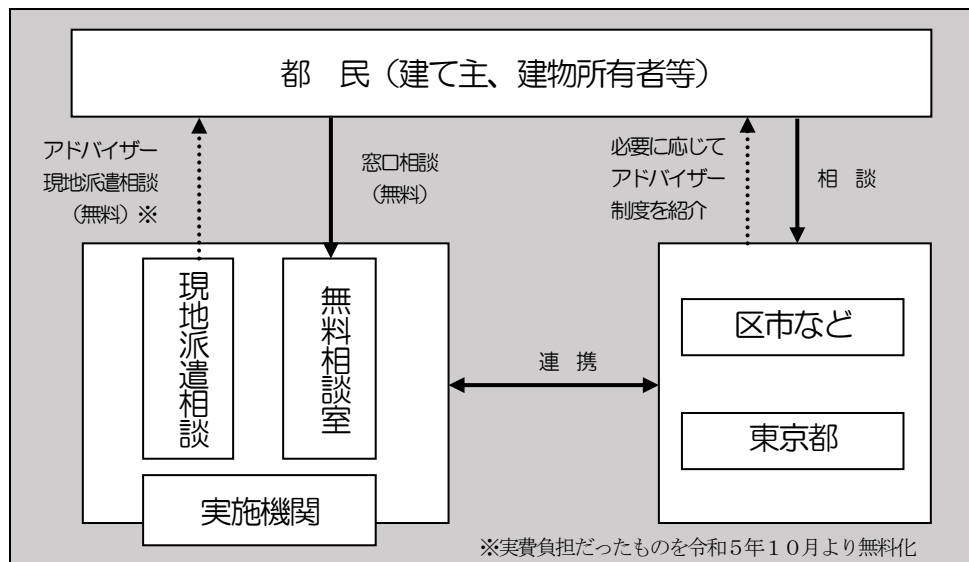 都　民（建て主、建物所有者等）
アドバイザー
現地派遣相談
（無料）※
窓口相談
（無料）
必要に応じて
アドバイザー
制度を紹介
相　談
現地派遣相談
無料相談室
実施機関
連　携
区市など
東京都
※実費負担だったものを令和５年１０月より無料化